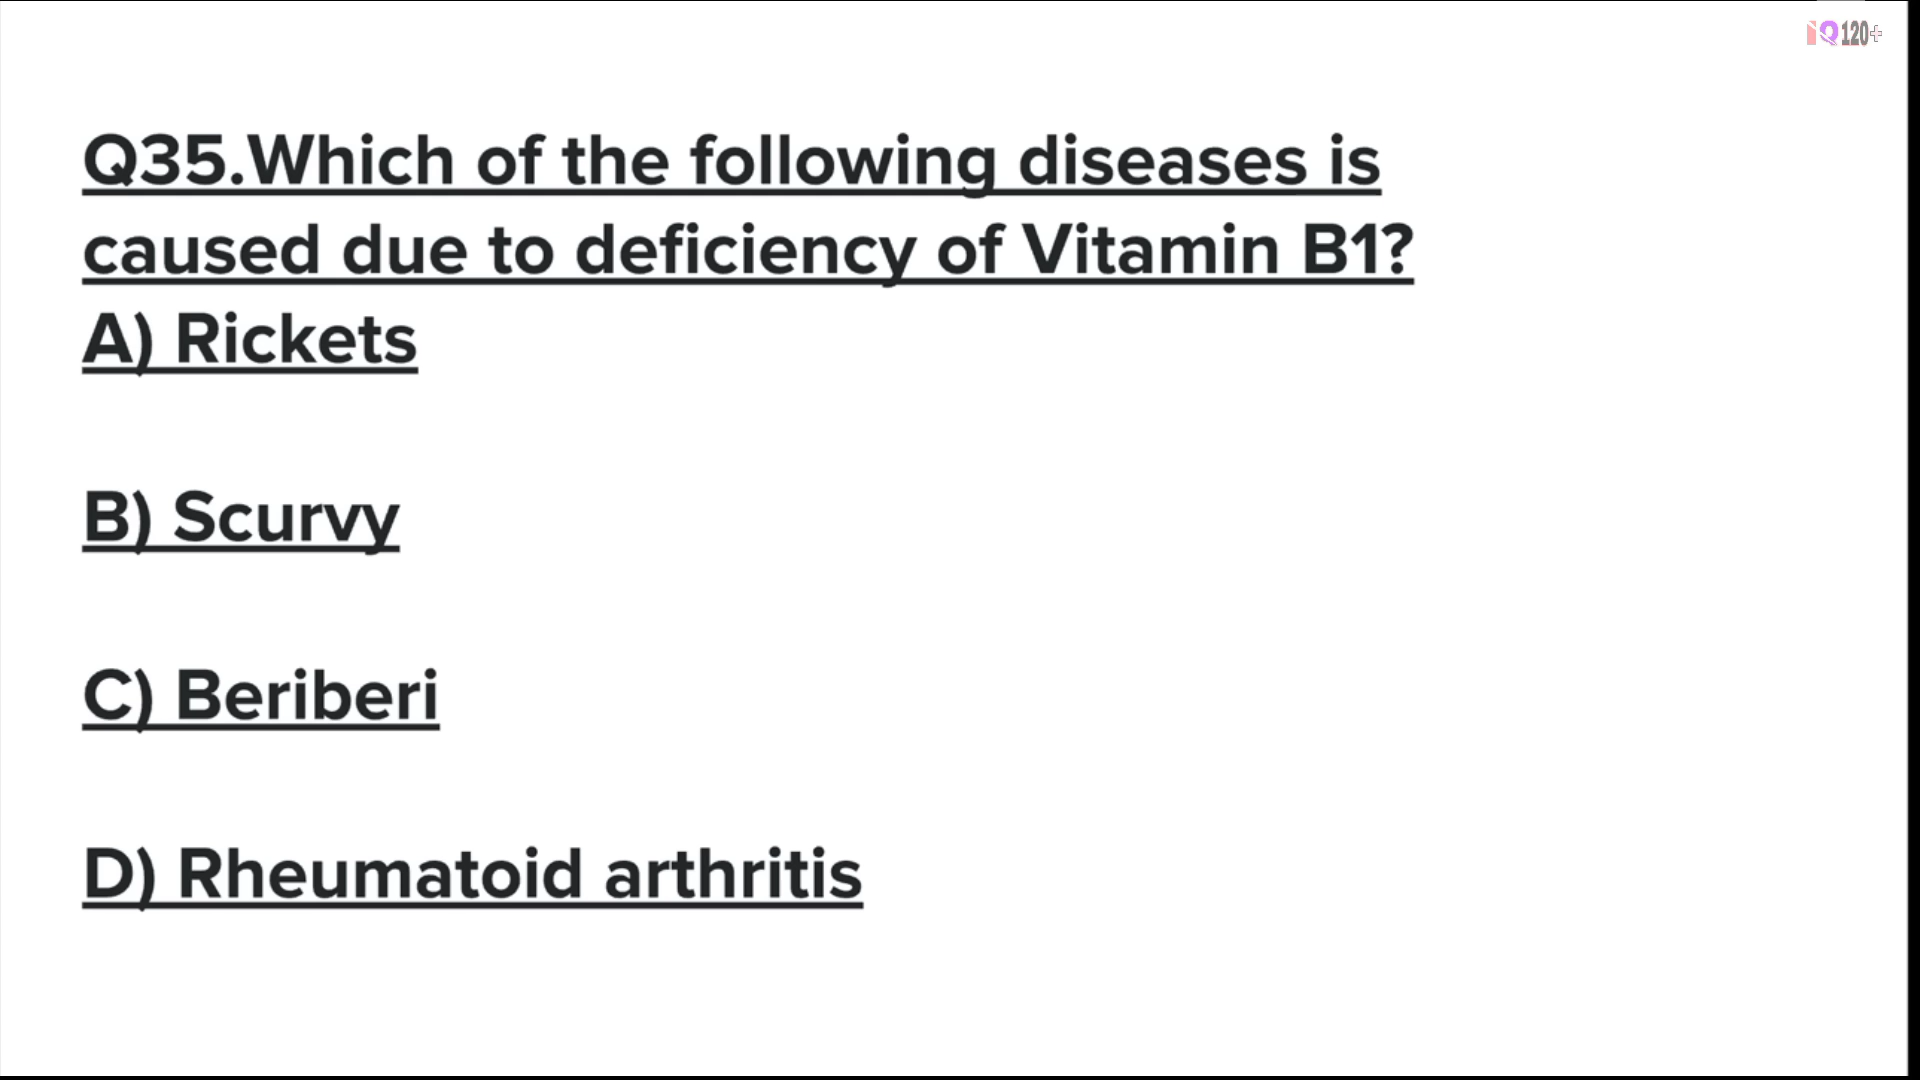 iQ120+
Q35.Which of the following diseases is
caused due to deficiency of Vitamin B1?
A) Rickets
B) Scurvy
C) Beriberi
D) Rheumatoid arthritis